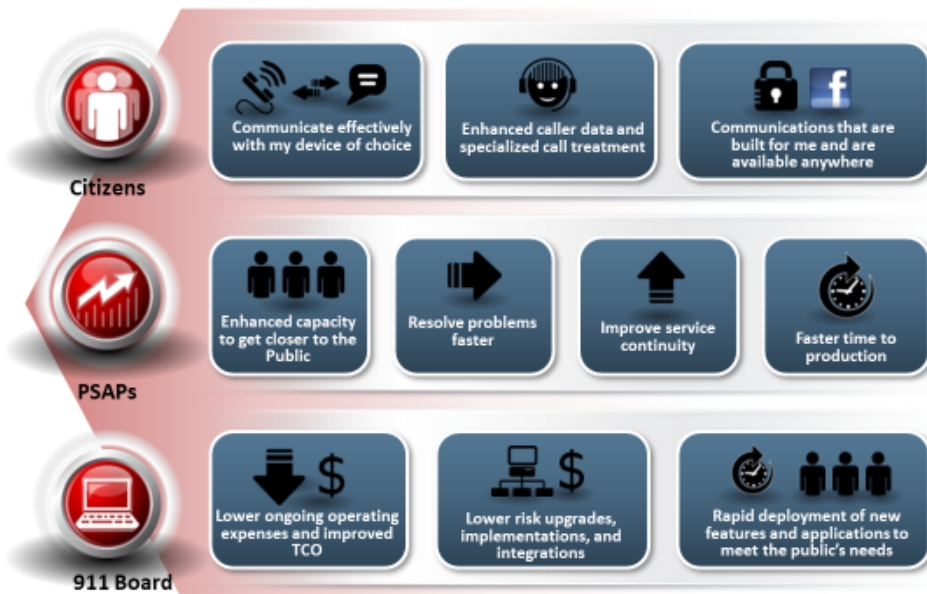 Communicate effectively
with my device of choice
Enhanced caller data and
specialized call treatment
f
Communications that are
built for me and are
available anywhere
Citizens
Enhanced capacity
to get closer to the
Public
Resolve problems
faster
Improve service
continuity
Faster time to
production
PSAPs
$
Lower ongoing operating
expenses and improved
TCO
$
Lower risk upgrades,
implementations, and
integrations
Rapid deployment of new
features and applications to
meet the public's needs
911 Board